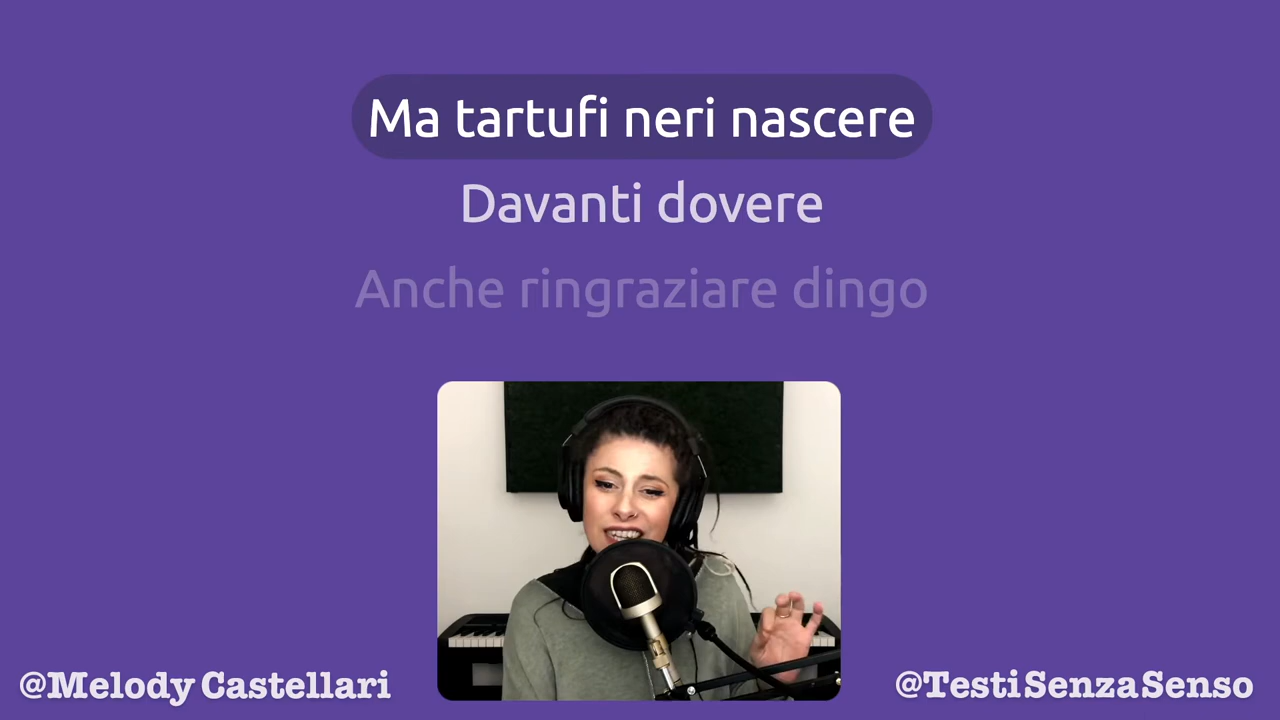 Ma tartufi neri nascere
Davanti dovere
Anche ringraziare dingo
@Melody Castellari
@TestiSenzaSenso